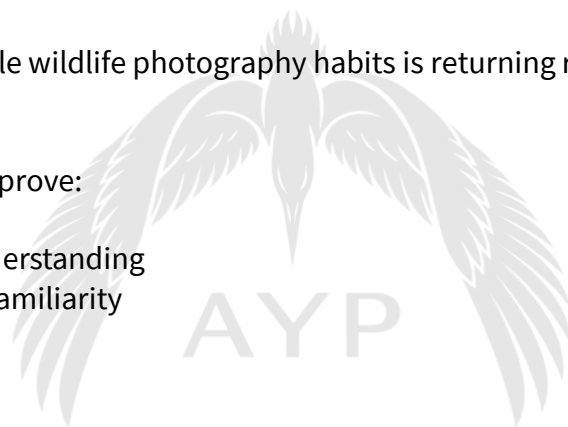 le wildlife photography habits is returning r
prove:
erstanding
amiliarity
AYP